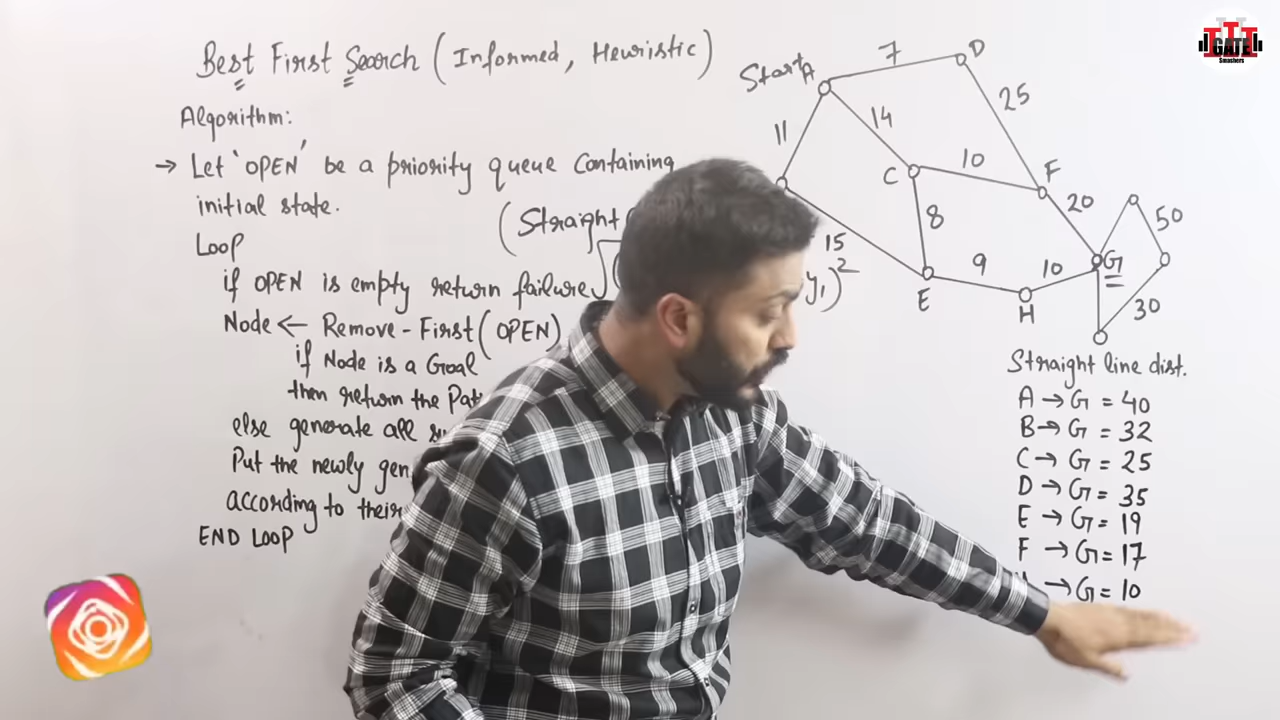 Best First Search (Informed, Heuristic)
Algorithm:
→ Let 'OPEN' be a priority queue Containing
initial state.
Loop
if OPEN is empty return failure
Node ← Remove-First (OPEN)
if Node is a Goal
then return the
else generate all
Put the newly
according to their
END LOOP
(Straight
y₁)²
Start A
7
D
11
14
25
C
10
F
20
8
15
50
9
10
G
E
H
30
Straight line dist.
A → G = 40
B → G = 32
C → G = 25
D → G = 35
E → G = 19
F → G = 17
→ G = 10
GATE
Smashers